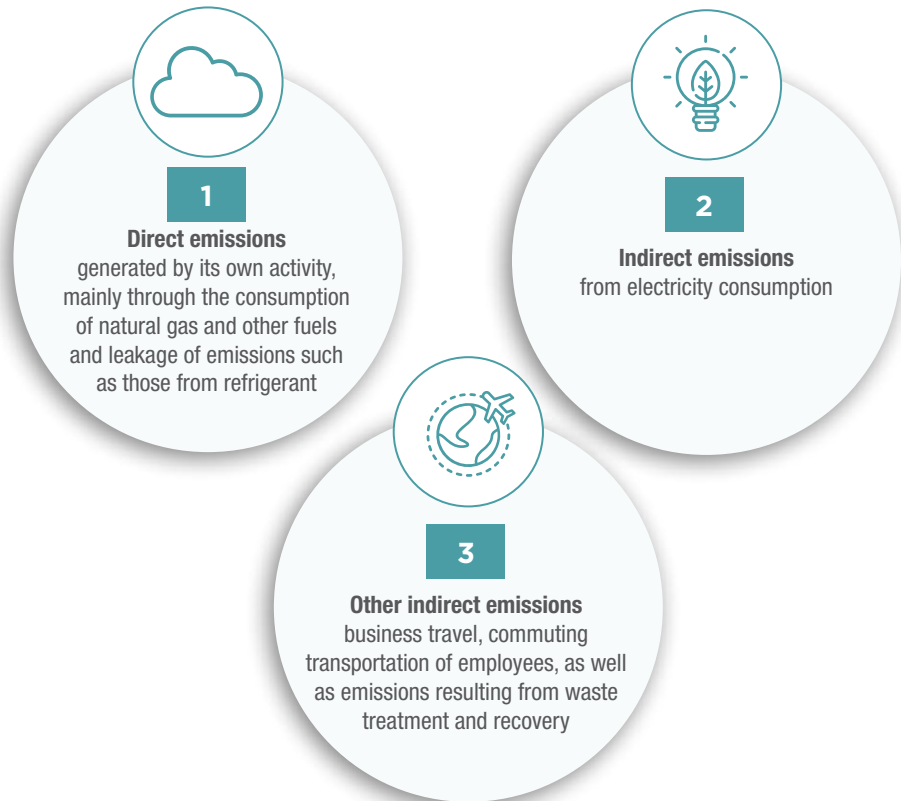 1
Direct emissions
generated by its own activity,
mainly through the consumption
of natural gas and other fuels
and leakage of emissions such
as those from refrigerant
2
Indirect emissions
from electricity consumption
3
Other indirect emissions
business travel, commuting
transportation of employees, as well
as emissions resulting from waste
treatment and recovery